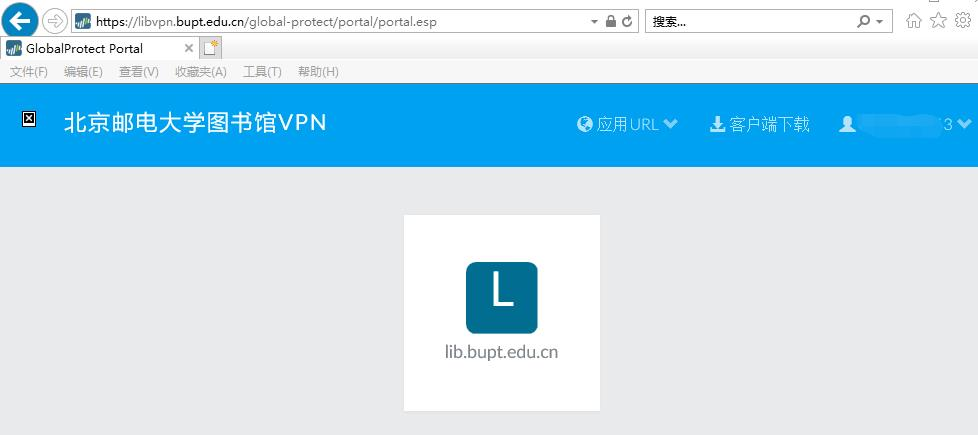 https://libvpn.bupt.edu.cn/global-protect/portal/portal.esp 搜索...
GlobalProtect Portal
文件(F) 编辑(E) 查看(V) 收藏夹(A) 工具(T) 帮助(H)
北京邮电大学图书馆VPN 应用URL 客户端下载 3
L
lib.bupt.edu.cn